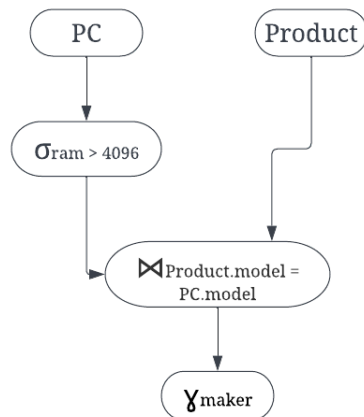 PC
Product
σram > 4096
⋈Product.model =
PC.model
γmaker